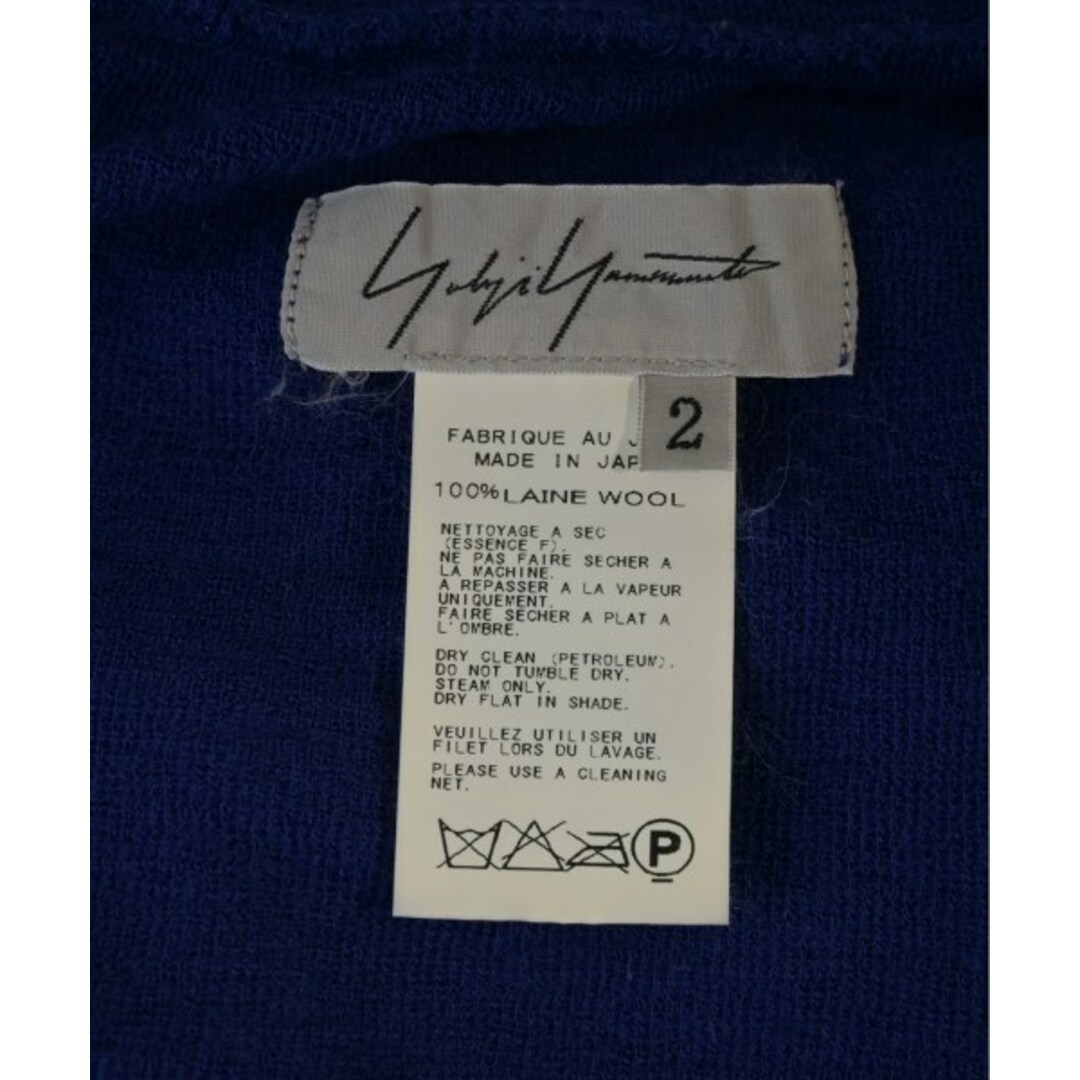 Yohji Yamamoto
2
FABRIQUE AU
MADE IN JAP
100% LAINE WOOL
NETTOYAGE A SEC
(ESSENCE F).
NE PAS FAIRE SECHER A
LA MACHINE.
A REPASSER A LA VAPEUR
UNIQUEMENT.
FAIRE SECHER A PLAT A
L'OMBRE.
DRY CLEAN (PETROLEUM).
DO NOT TUMBLE DRY.
STEAM ONLY.
DRY FLAT IN SHADE.
VEUILLEZ UTILISER UN
FILET LORS DU LAVAGE.
PLEASE USE A CLEANING
NET.
P